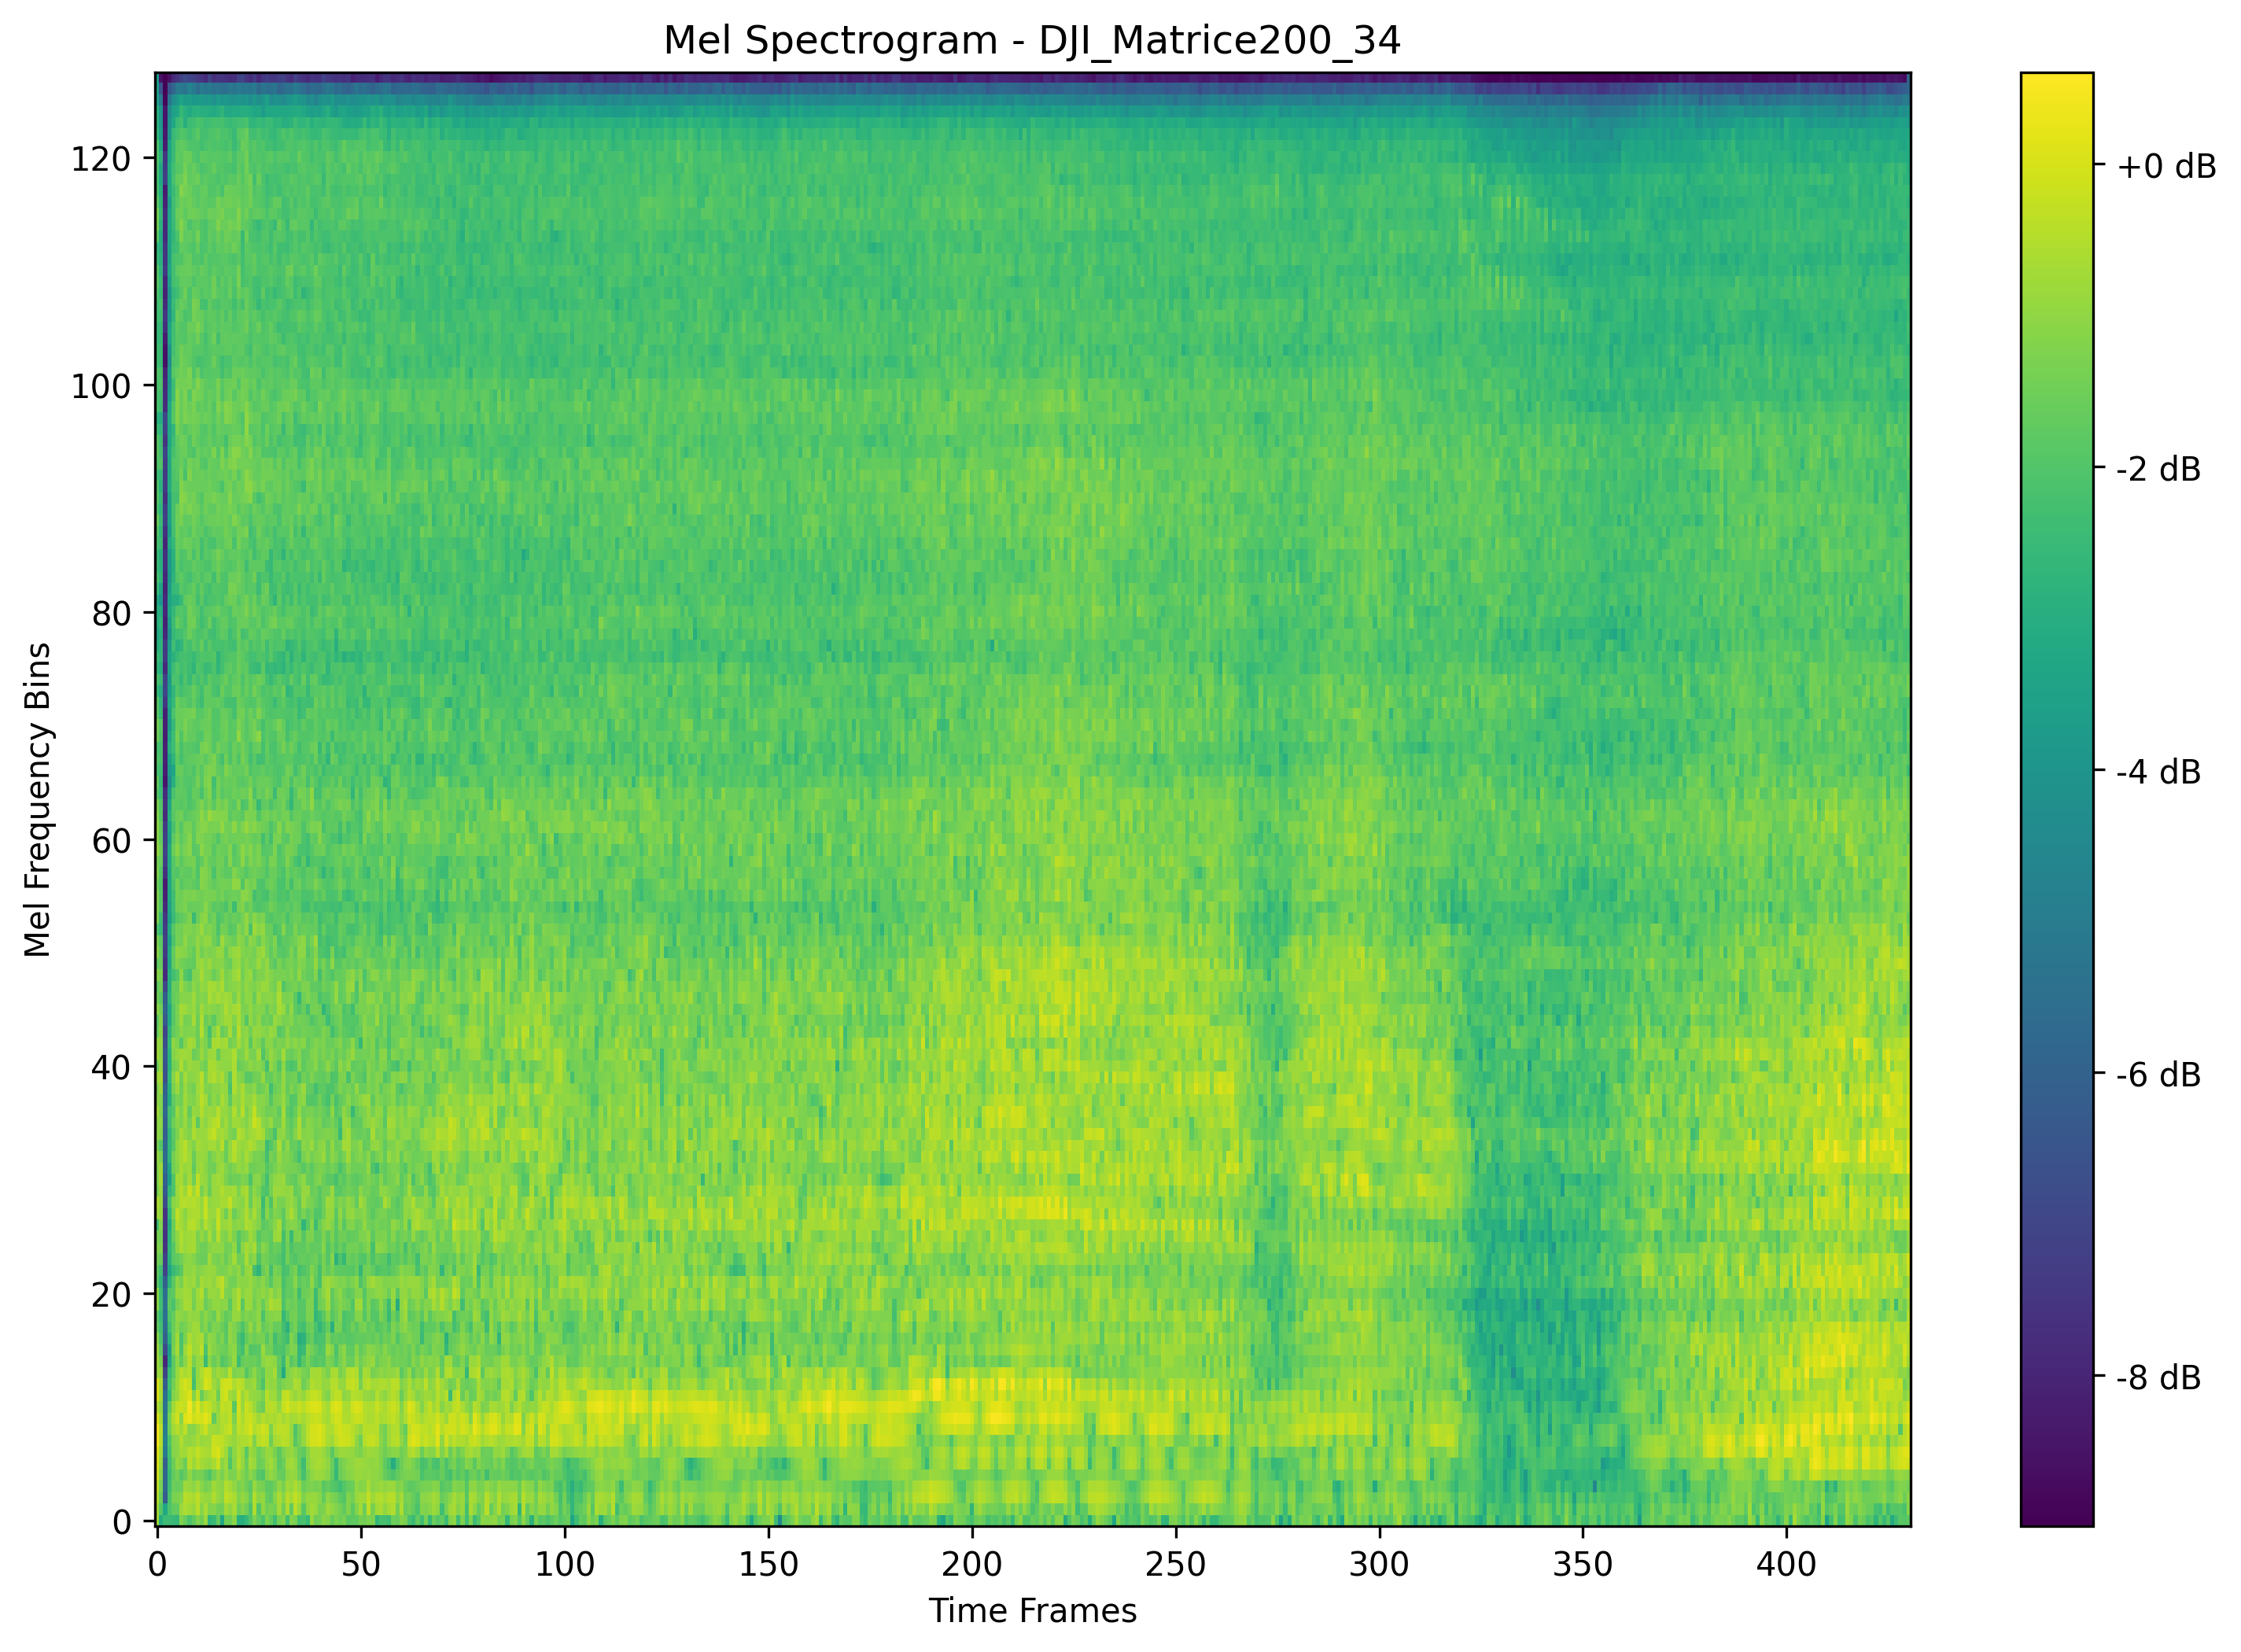 Mel Spectrogram - DJI_Matrice200_34
Mel Frequency Bins
120
100
80
60
40
20
0
0 50 100 150 200 250 300 350 400
Time Frames
+0 dB
-2 dB
-4 dB
-6 dB
-8 dB